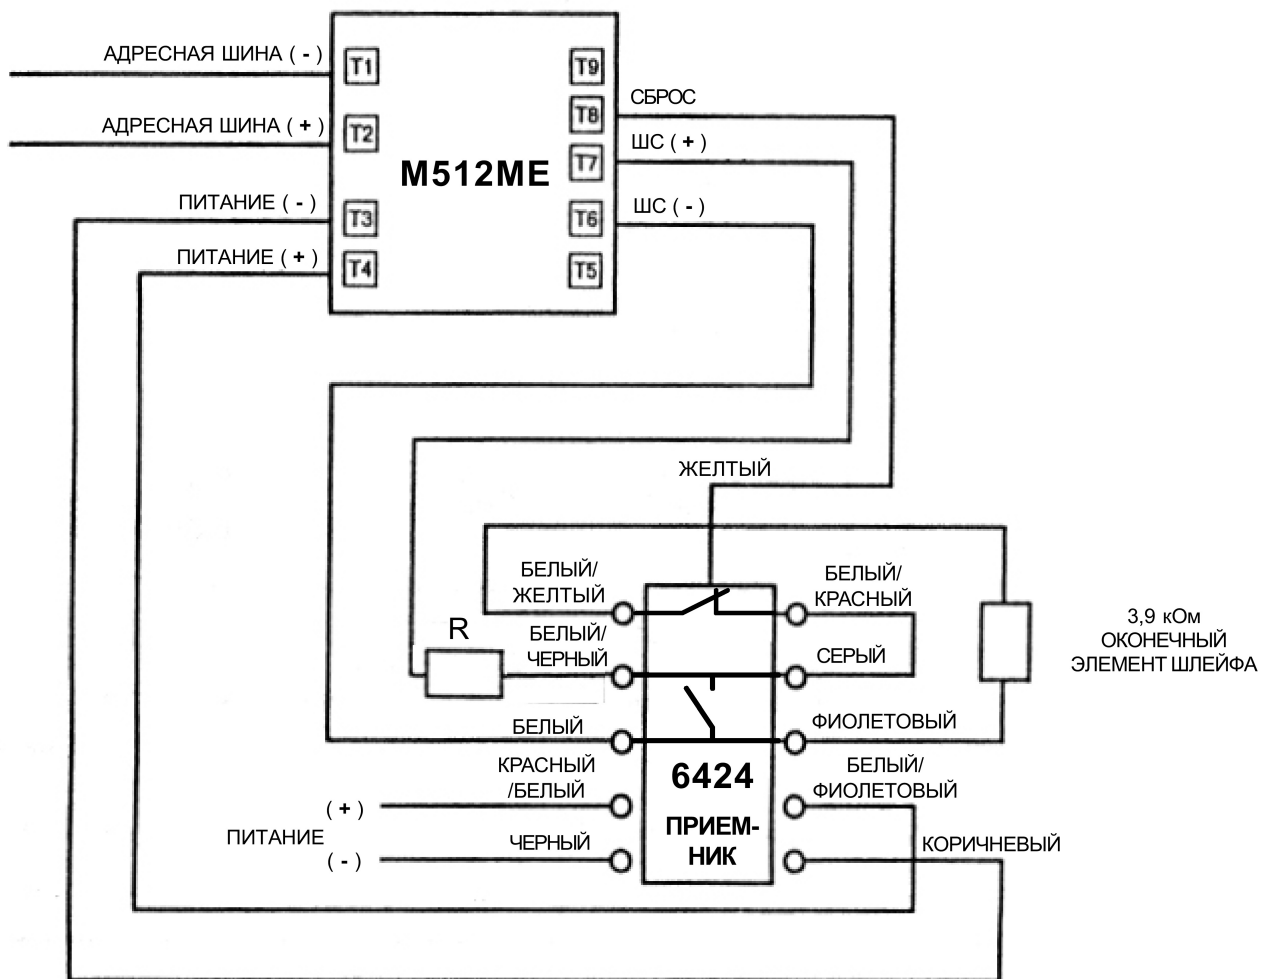 АДРЕСНАЯ ШИНА ( - )
T1
T9
СБРОС
T8
АДРЕСНАЯ ШИНА ( + )
T2
ШС ( + )
T7
М512МЕ
ПИТАНИЕ ( - )
T3
T6
ШС ( - )
ПИТАНИЕ ( + )
T4
T5
ЖЕЛТЫЙ
БЕЛЫЙ/
ЖЕЛТЫЙ
БЕЛЫЙ/
КРАСНЫЙ
R
БЕЛЫЙ/
ЧЕРНЫЙ
СЕРЫЙ
3,9 кОм
ОКОНЕЧНЫЙ
ЭЛЕМЕНТ ШЛЕЙФА
БЕЛЫЙ
ФИОЛЕТОВЫЙ
КРАСНЫЙ
/БЕЛЫЙ
6424
ПРИЕМ-
НИК
БЕЛЫЙ/
ФИОЛЕТОВЫЙ
( + )
ПИТАНИЕ
( - )
ЧЕРНЫЙ
КОРИЧНЕВЫЙ